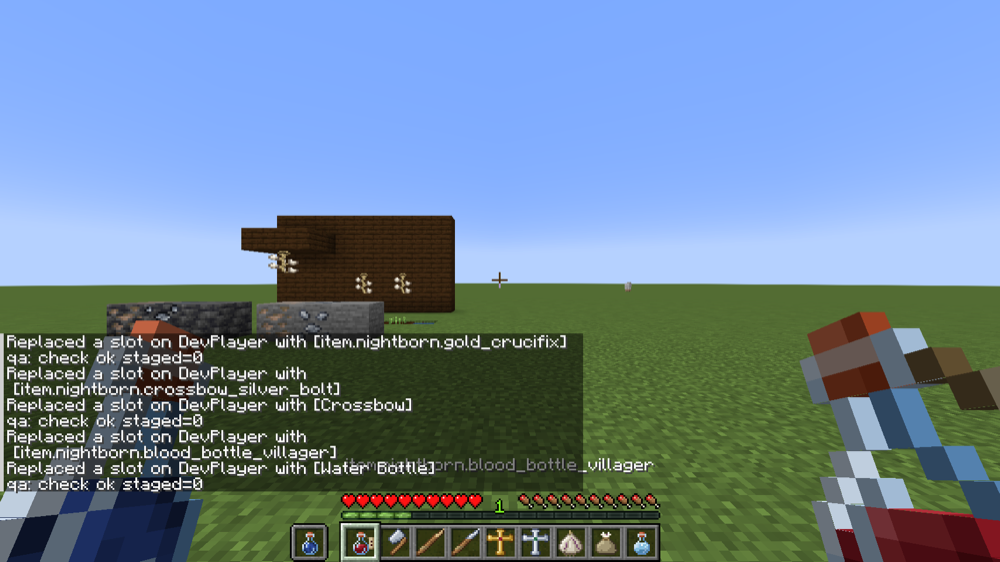 Replaced a slot on DevPlayer with [item.nightborn.gold_crucifix]
qa: check ok staged=0
Replaced a slot on DevPlayer with
[item.nightborn.crossbow_silver_bolt]
Replaced a slot on DevPlayer with [Crossbow]
qa: check ok staged=0
Replaced a slot on DevPlayer with
[item.nightborn.blood_bottle_villager]
Replaced a slot on DevPlayer with [Water Bottle]
item.nightborn.blood_bottle_villager
qa: check ok staged=0
1